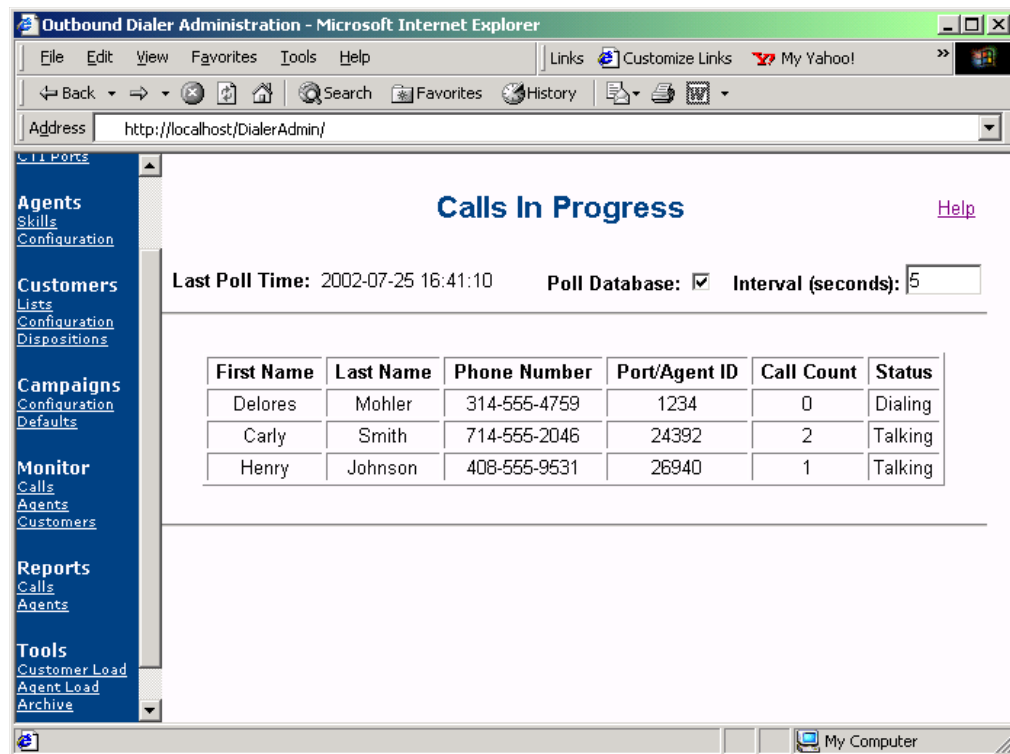 Outbound Dialer Administration - Microsoft Internet Explorer
File Edit View Favorites Tools Help Links Customize Links My Yahoo! »
Back Search Favorites History
Address http://localhost/DialerAdmin/
CTI Ports
Agents
Skills
Configuration
Customers
Lists
Configuration
Dispositions
Campaigns
Configuration
Defaults
Monitor
Calls
Agents
Customers
Reports
Calls
Agents
Tools
Customer Load
Agent Load
Archive
Calls In Progress
Help
Last Poll Time: 2002-07-25 16:41:10 Poll Database: Interval (seconds): 5
First Name Last Name Phone Number Port/Agent ID Call Count Status
Delores Mohler 314-555-4759 1234 0 Dialing
Carly Smith 714-555-2046 24392 2 Talking
Henry Johnson 408-555-9531 26940 1 Talking
My Computer